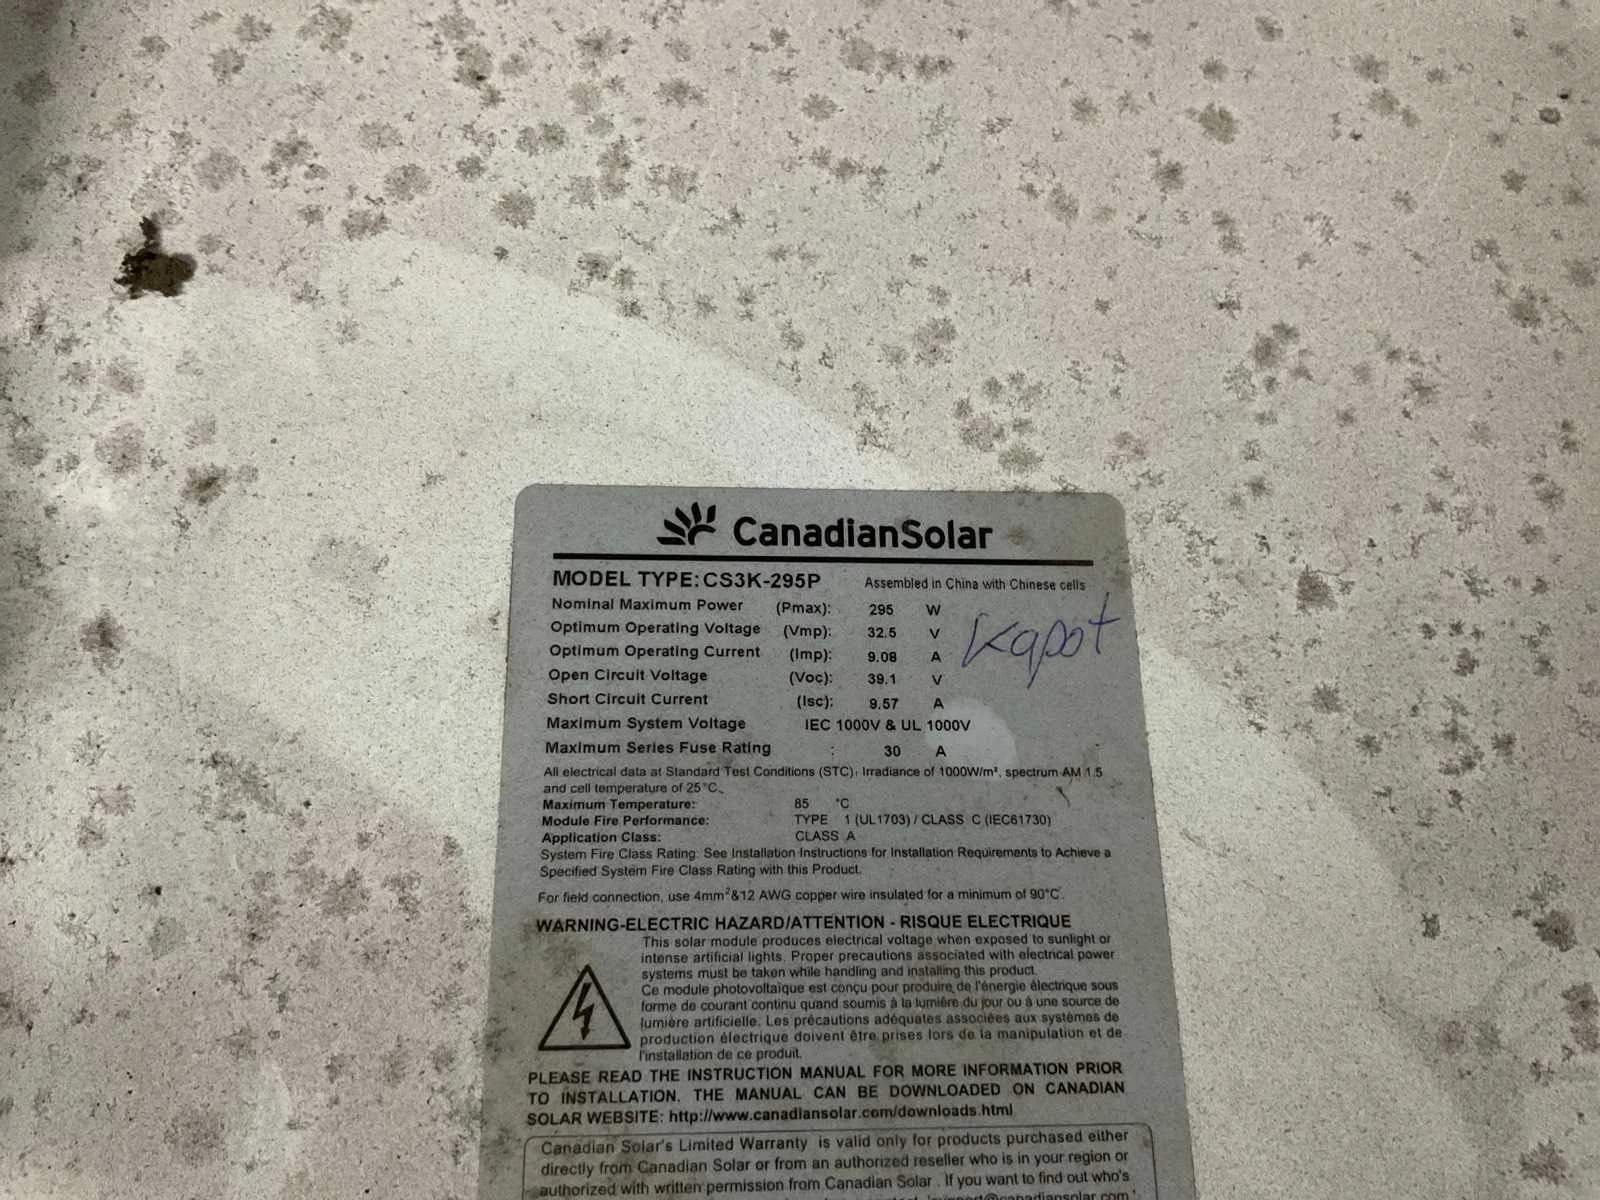 CanadianSolar
MODEL TYPE: CS3K-295P Assembled in China with Chinese cells
Nominal Maximum Power (Pmax): 295 W
Optimum Operating Voltage (Vmp): 32.5 V
Optimum Operating Current (Imp): 9.08 A
Kapot
Open Circuit Voltage (Voc): 39.1 V
Short Circuit Current (Isc): 9.57 A
Maximum System Voltage IEC 1000V & UL 1000V
Maximum Series Fuse Rating : 30 A
All electrical data at Standard Test Conditions (STC): Irradiance of 1000W/m², spectrum AM 1.5
and cell temperature of 25°C.
Maximum Temperature: 85 °C
Module Fire Performance: TYPE 1 (UL1703) / CLASS C (IEC61730)
Application Class: CLASS A
System Fire Class Rating: See Installation Instructions for Installation Requirements to Achieve a
Specified System Fire Class Rating with this Product.
For field connection, use 4mm²&12 AWG copper wire insulated for a minimum of 90°C.
WARNING-ELECTRIC HAZARD/ATTENTION - RISQUE ELECTRIQUE
This solar module produces electrical voltage when exposed to sunlight or
intense artificial lights. Proper precautions associated with electrical power
systems must be taken while handling and installing this product.
Ce module photovoltaïque est conçu pour produire de l'énergie électrique sous
forme de courant continu quand soumis à la lumière du jour ou à une source de
lumière artificielle. Les précautions adéquates associées aux systèmes de
production électrique doivent être prises lors de la manipulation et de
l'installation de ce produit.
PLEASE READ THE INSTRUCTION MANUAL FOR MORE INFORMATION PRIOR
TO INSTALLATION. THE MANUAL CAN BE DOWNLOADED ON CANADIAN
SOLAR WEBSITE: http://www.canadiansolar.com/downloads.html
Canadian Solar's Limited Warranty is valid only for products purchased either
directly from Canadian Solar or from an authorized reseller who is in your region or
authorized with written permission from Canadian Solar . If you want to find out who's